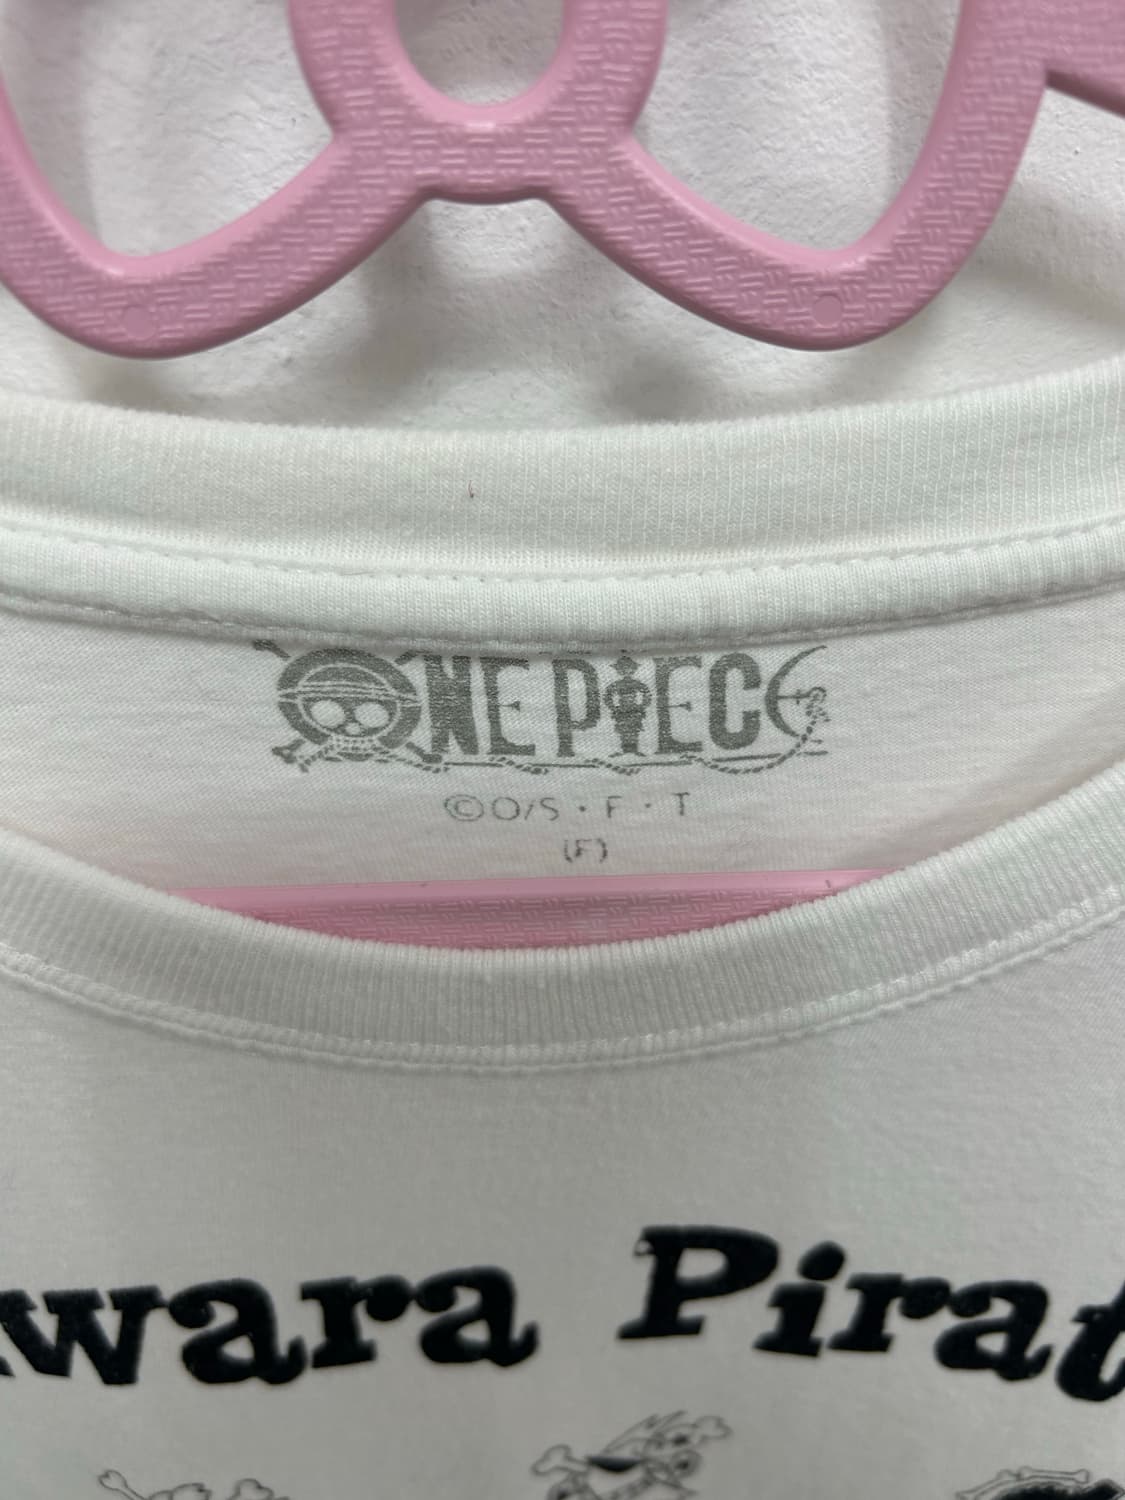 ONE PIECE
©O/S・F・T
(F)
wara Pirat